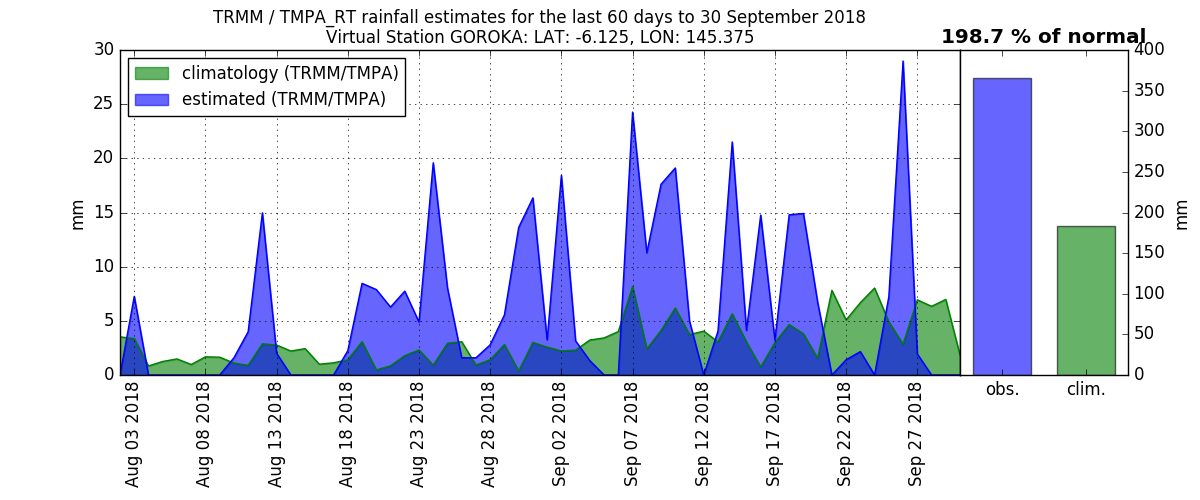 TRMM / TMPA_RT rainfall estimates for the last 60 days to 30 September 2018
Virtual Station GOROKA: LAT: -6.125, LON: 145.375
198.7 % of normal
climatology (TRMM/TMPA)
estimated (TRMM/TMPA)
30
25
20
15
10
5
0
mm
Aug 03 2018
Aug 08 2018
Aug 13 2018
Aug 18 2018
Aug 23 2018
Aug 28 2018
Sep 02 2018
Sep 07 2018
Sep 12 2018
Sep 17 2018
Sep 22 2018
Sep 27 2018
400
350
300
250
200
150
100
50
0
mm
obs.
clim.